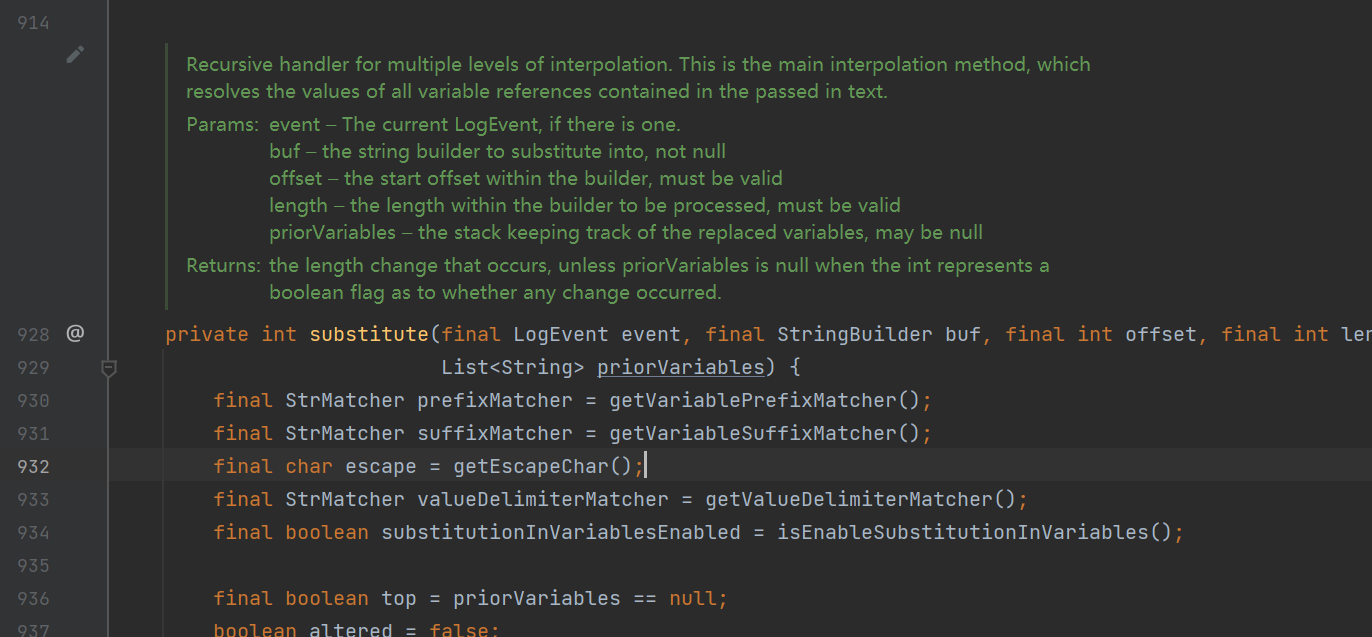 914
Recursive handler for multiple levels of interpolation. This is the main interpolation method, which
resolves the values of all variable references contained in the passed in text.
Params: event – The current LogEvent, if there is one.
buf – the string builder to substitute into, not null
offset – the start offset within the builder, must be valid
length – the length within the builder to be processed, must be valid
priorVariables – the stack keeping track of the replaced variables, may be null
Returns: the length change that occurs, unless priorVariables is null when the int represents a
boolean flag as to whether any change occurred.
928 @ private int substitute(final LogEvent event, final StringBuilder buf, final int offset, final int len
929 List<String> priorVariables) {
930 final StrMatcher prefixMatcher = getVariablePrefixMatcher();
931 final StrMatcher suffixMatcher = getVariableSuffixMatcher();
932 final char escape = getEscapeChar();
933 final StrMatcher valueDelimiterMatcher = getValueDelimiterMatcher();
934 final boolean substitutionInVariablesEnabled = isEnableSubstitutionInVariables();
935
936 final boolean top = priorVariables == null;
937 boolean altered = false;